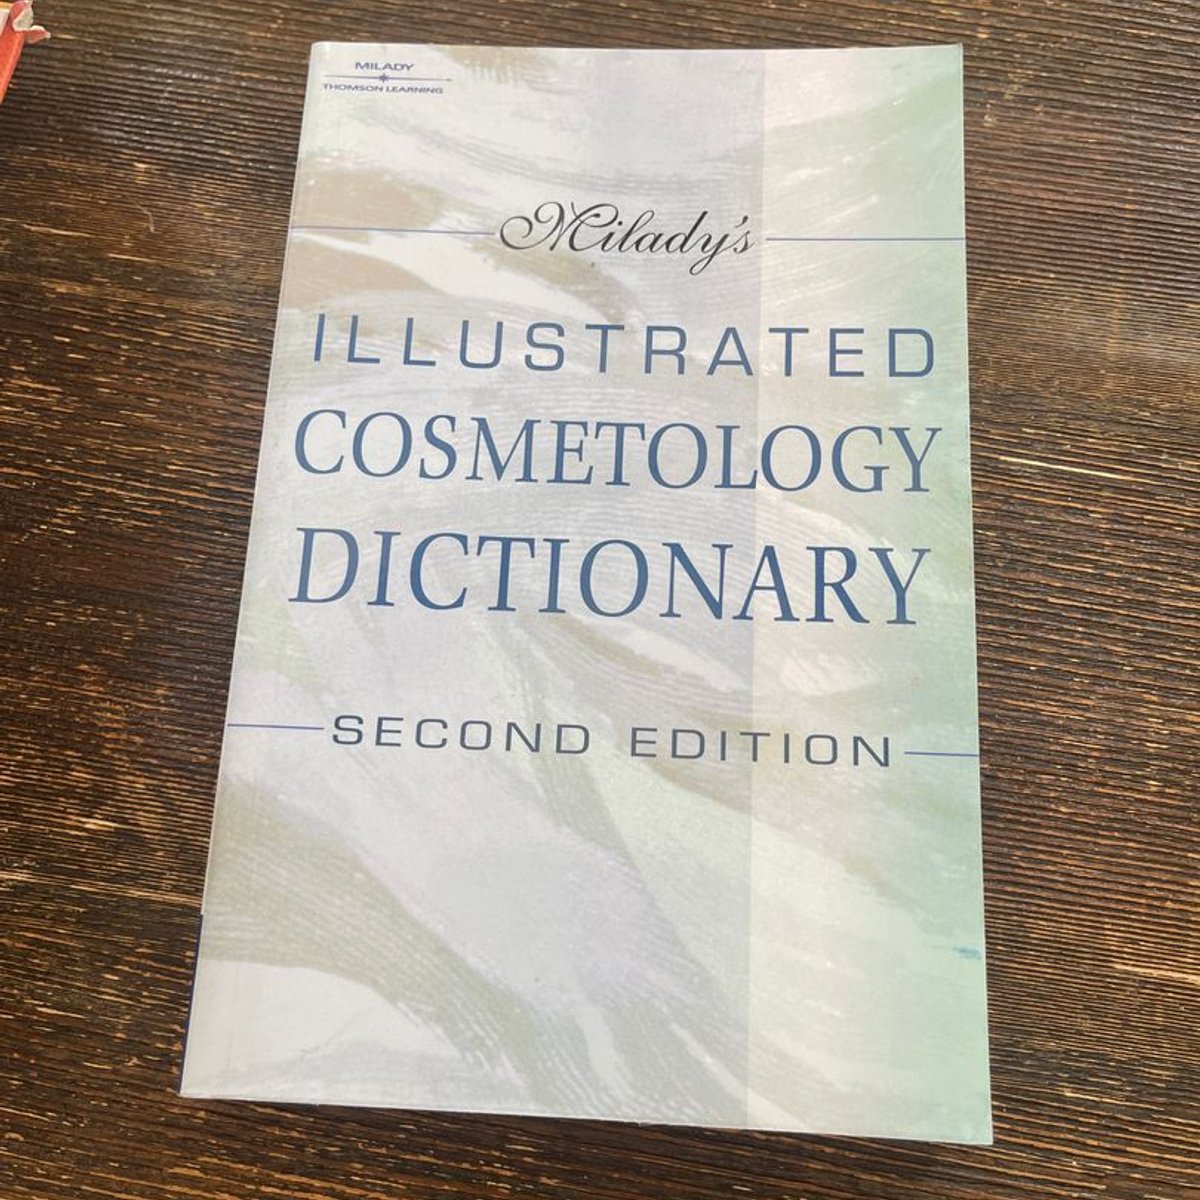 MILADY
THOMSON LEARNING
Milady's
ILLUSTRATED
COSMETOLOGY
DICTIONARY
SECOND EDITION